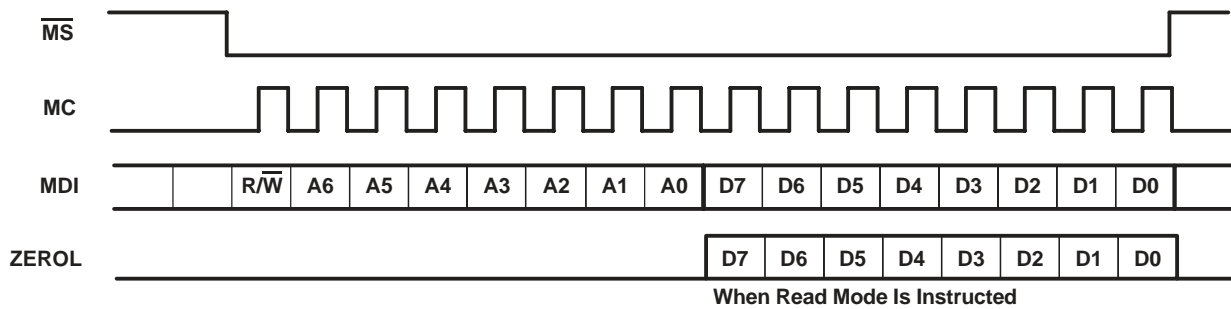 M̅S̅
MC
MDI R/W̅ A6 A5 A4 A3 A2 A1 A0 D7 D6 D5 D4 D3 D2 D1 D0
ZEROL D7 D6 D5 D4 D3 D2 D1 D0
When Read Mode Is Instructed